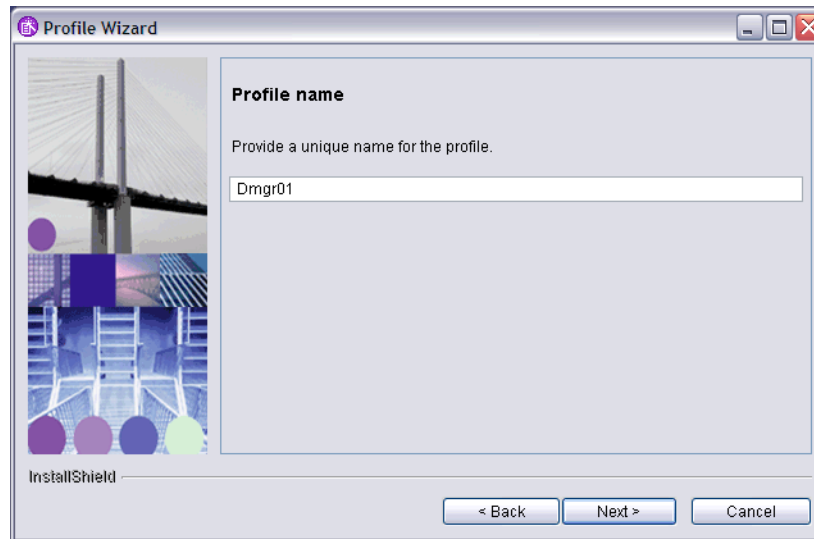 Profile Wizard
Profile name
Provide a unique name for the profile.
Dmgr01
InstallShield
< Back
Next >
Cancel